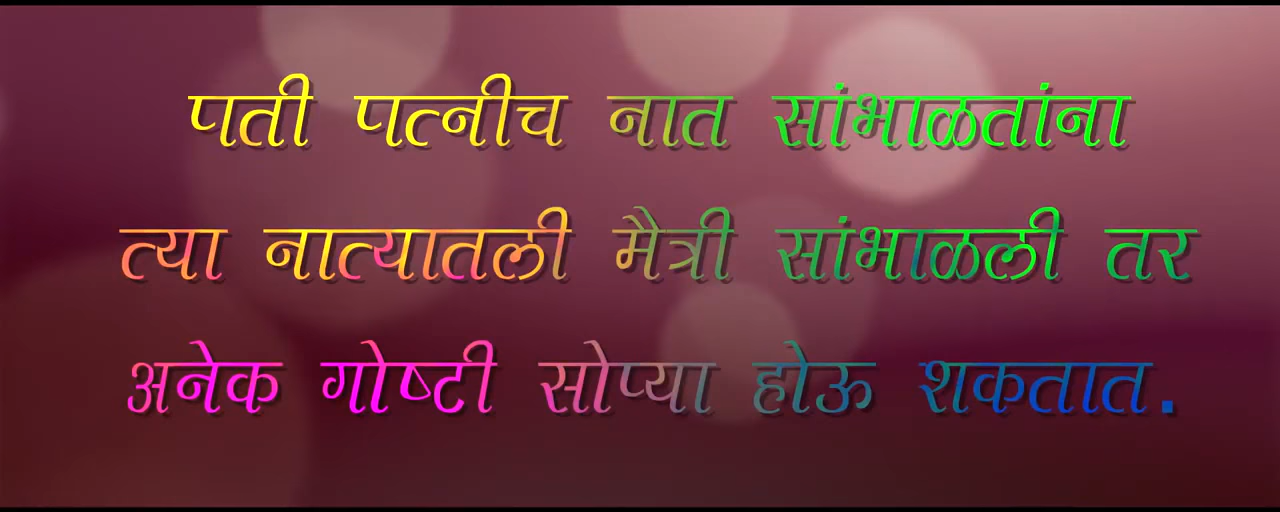 पती पत्नीच नात सांभाळतांना
त्या नात्यातली मैत्री सांभाळली तर
अनेक गोष्टी सोप्या होऊ शकतात.